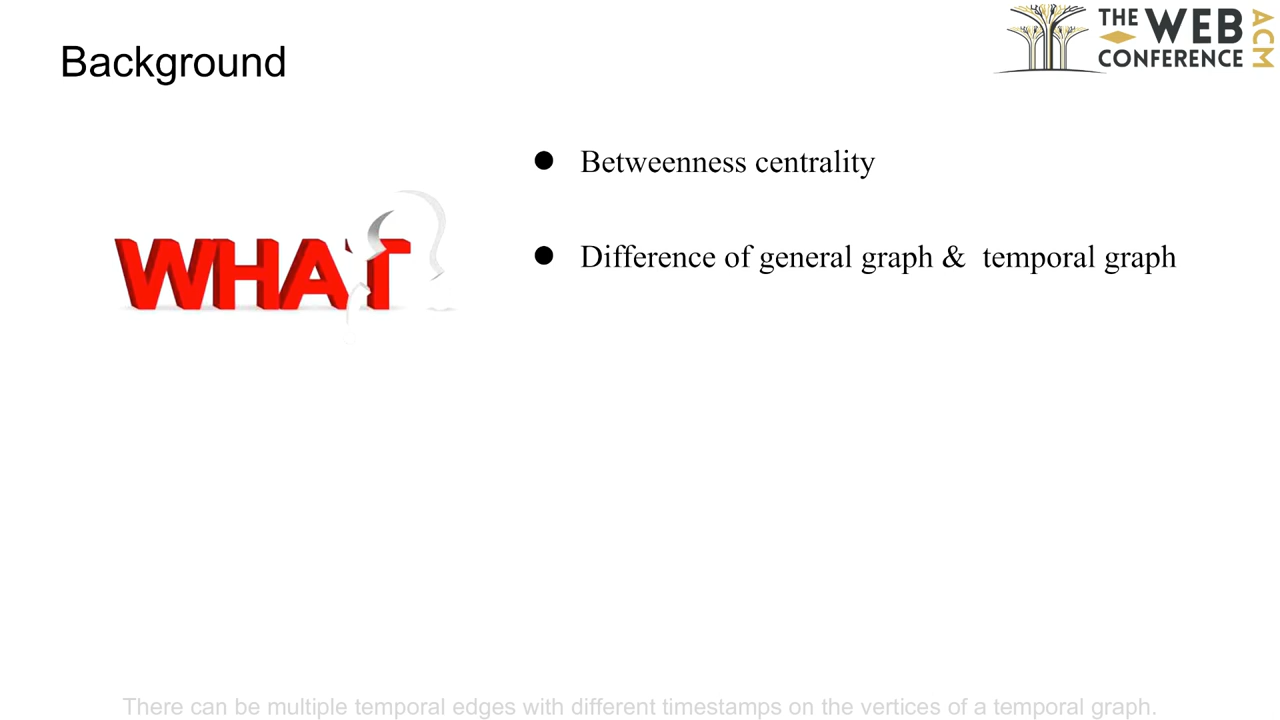 Background
THE WEB
CONFERENCE
ACM
Betweenness centrality
WHAT
Difference of general graph & temporal graph
There can be multiple temporal edges with different timestamps on the vertices of a temporal graph.